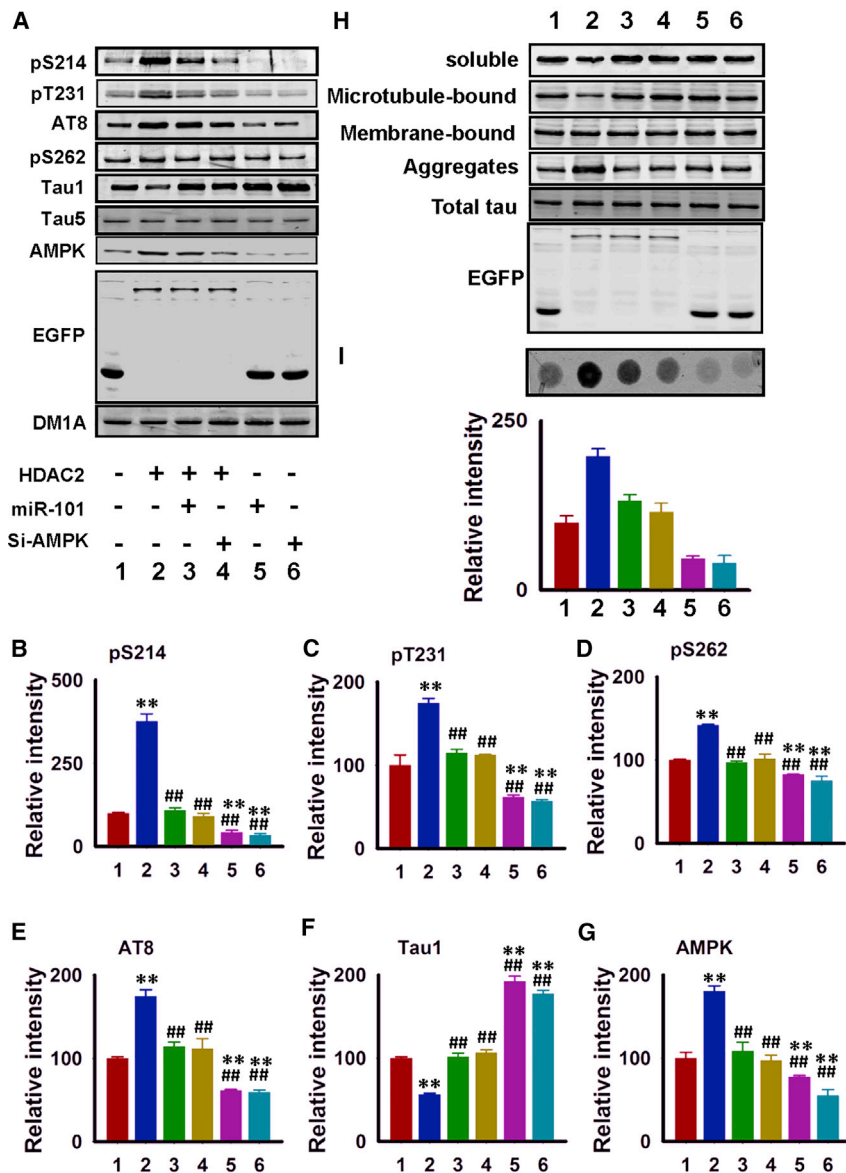 A
pS214
pT231
AT8
pS262
Tau1
Tau5
AMPK
EGFP
DM1A
HDAC2 - + + + - -
miR-101 - - + - + -
Si-AMPK - - - + - +
1 2 3 4 5 6
H
1 2 3 4 5 6
soluble
Microtubule-bound
Membrane-bound
Aggregates
Total tau
EGFP
I
Relative intensity
250
0
1 2 3 4 5 6
B
pS214
Relative intensity
500
250
0
**
##
##
**
##
**
##
1 2 3 4 5 6
C
pT231
Relative intensity
200
100
0
**
##
##
**
##
**
##
1 2 3 4 5 6
D
pS262
Relative intensity
200
100
0
**
##
##
**
##
**
##
1 2 3 4 5 6
E
AT8
Relative intensity
200
100
0
**
##
##
**
##
**
##
1 2 3 4 5 6
F
Tau1
Relative intensity
200
100
0
**
##
##
**
##
**
##
1 2 3 4 5 6
G
AMPK
Relative intensity
200
100
0
**
##
##
**
##
**
##
1 2 3 4 5 6